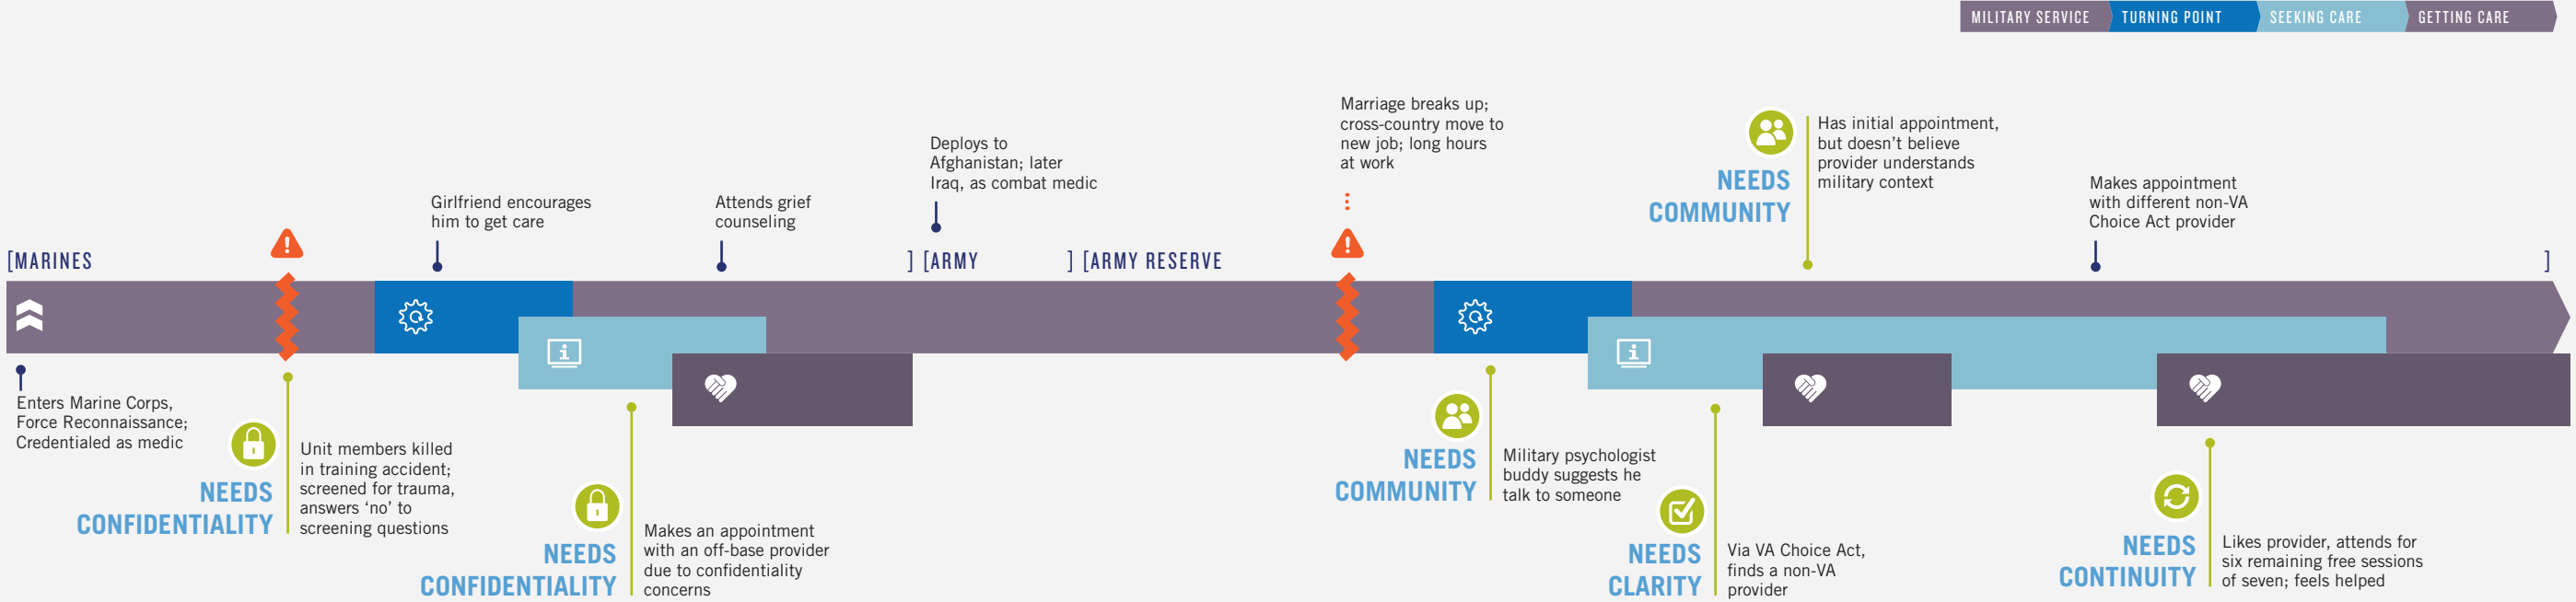 MILITARY SERVICE
TURNING POINT
SEEKING CARE
GETTING CARE
[MARINES
Enters Marine Corps,
Force Reconnaissance;
Credentialed as medic
NEEDS
CONFIDENTIALITY
Unit members killed
in training accident;
screened for trauma,
answers ‘no’ to
screening questions
Girlfriend encourages
him to get care
NEEDS
CONFIDENTIALITY
Makes an appointment
with an off-base provider
due to confidentiality
concerns
Attends grief
counseling
] [ARMY
Deploys to
Afghanistan; later
Iraq, as combat medic
] [ARMY RESERVE
Marriage breaks up;
cross-country move to
new job; long hours
at work
NEEDS
COMMUNITY
Military psychologist
buddy suggests he
talk to someone
NEEDS
CLARITY
Via VA Choice Act,
finds a non-VA
provider
NEEDS
COMMUNITY
Has initial appointment,
but doesn’t believe
provider understands
military context
Makes appointment
with different non-VA
Choice Act provider
NEEDS
CONTINUITY
Likes provider, attends for
six remaining free sessions
of seven; feels helped
]